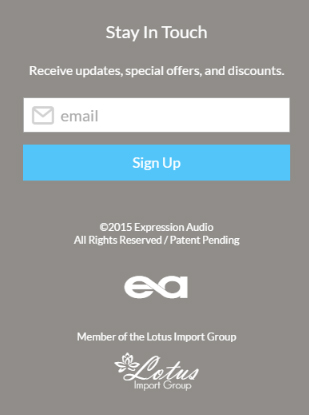 Stay In Touch
Receive updates, special offers, and discounts.
email
Sign Up
©2015 Expression Audio
All Rights Reserved / Patent Pending
ea
Member of the Lotus Import Group
Lotus
Import Group